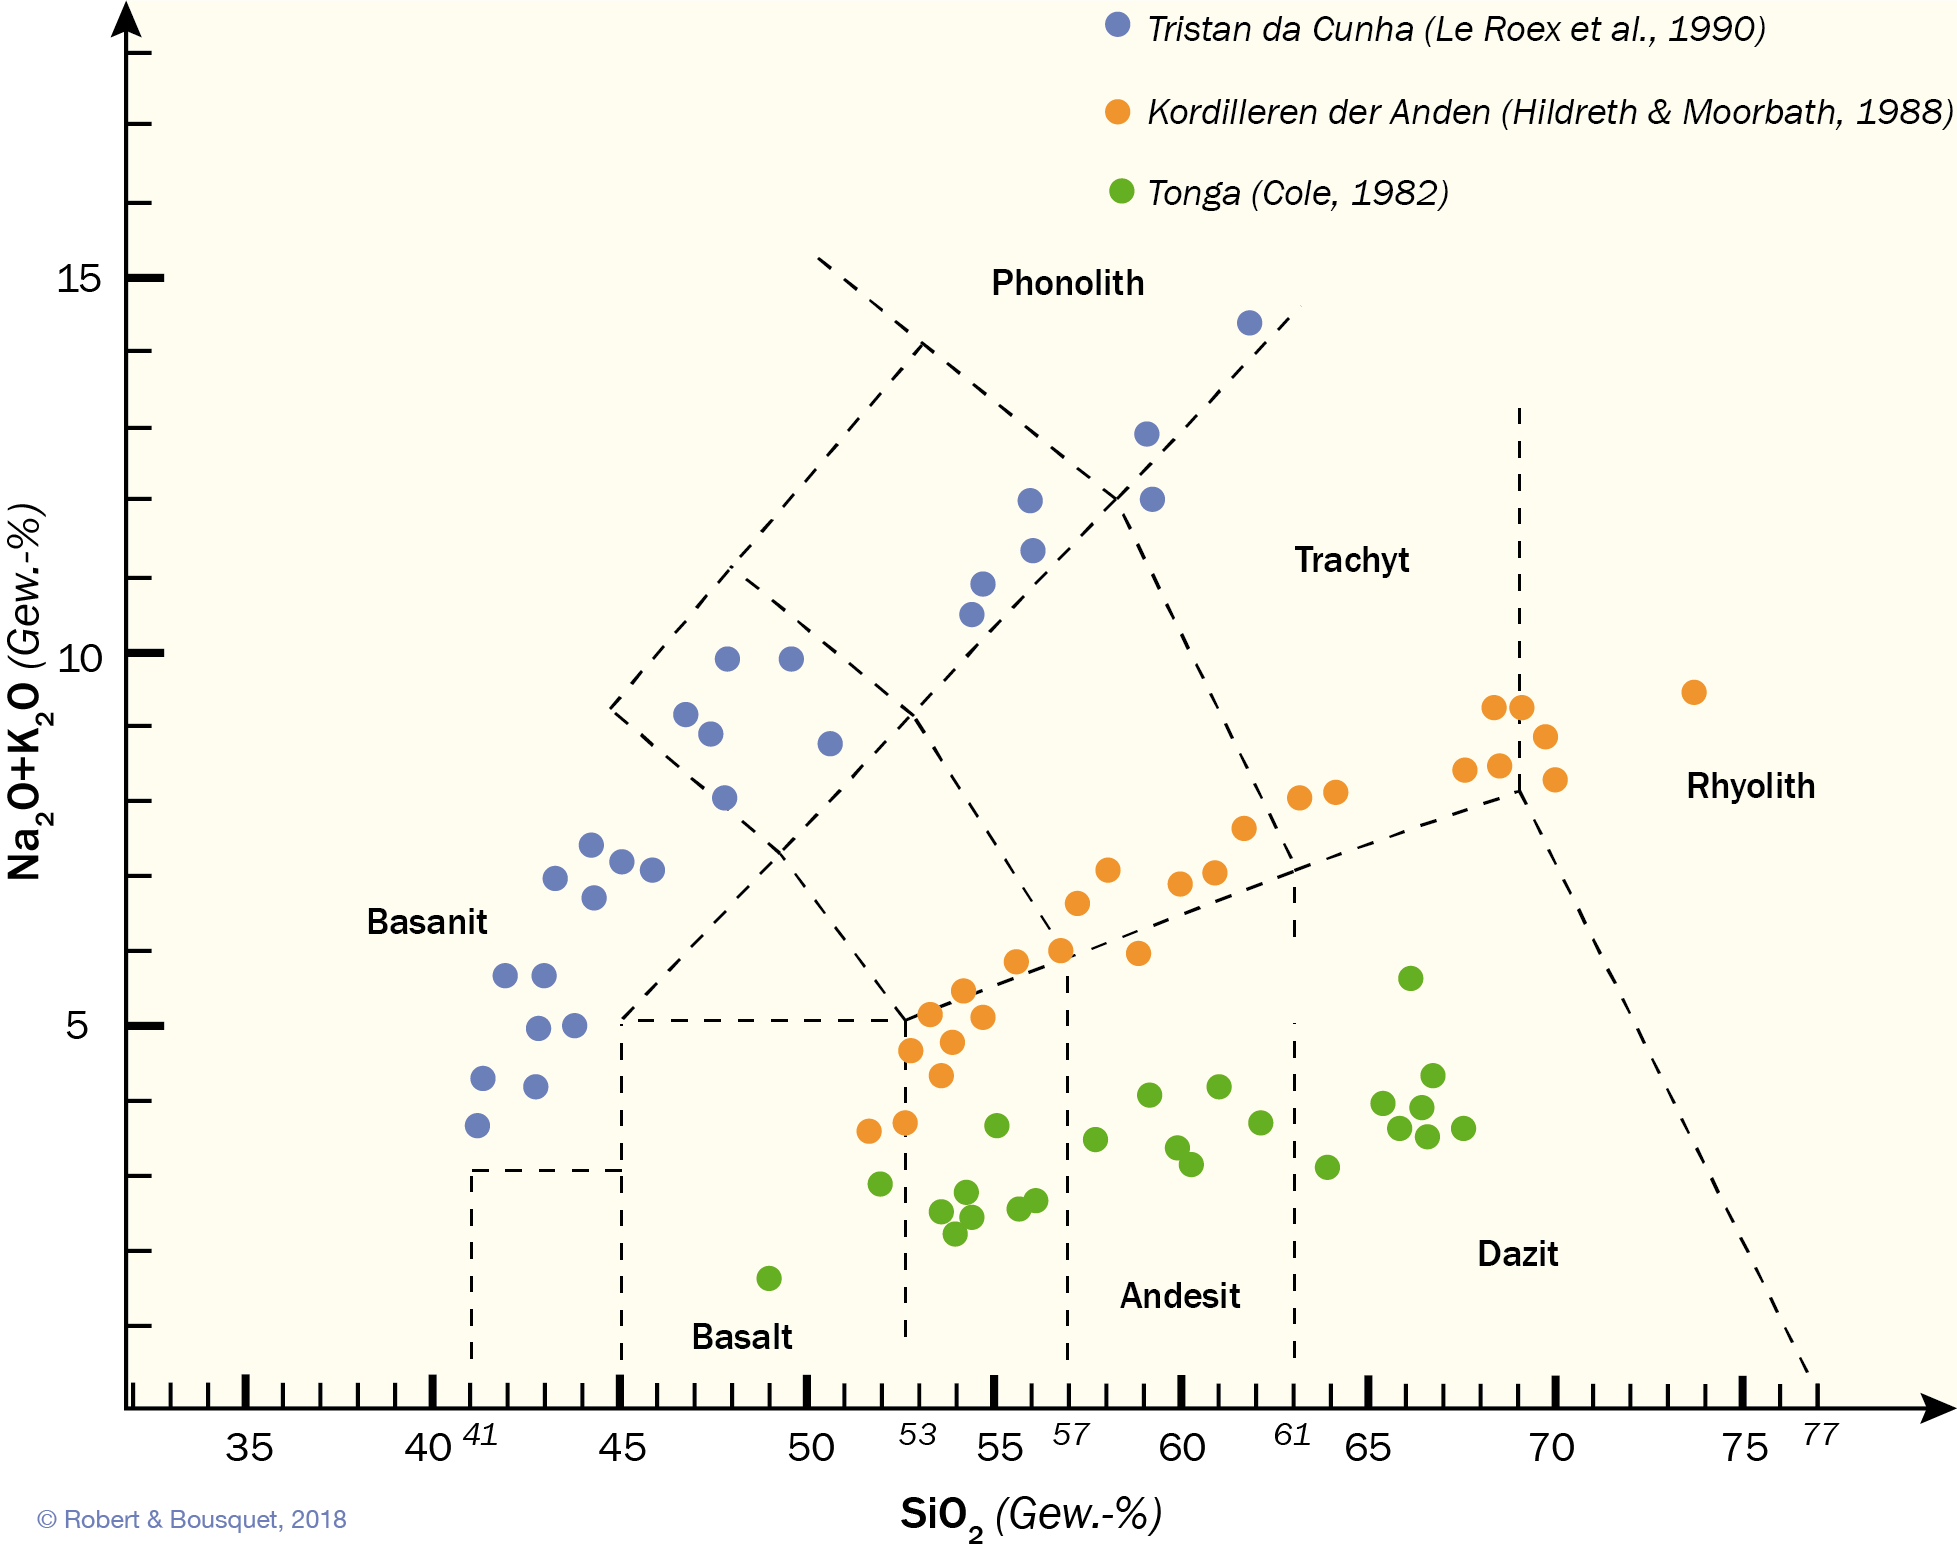 Tristan da Cunha (Le Roex et al., 1990)
Kordilleren der Anden (Hildreth & Moorbath, 1988)
Tonga (Cole, 1982)
Phonolith
Trachyt
Rhyolith
Basanit
Dazit
Andesit
Basalt
Na₂O+K₂O (Gew.-%)
15
10
5
35 40 41 45 50 53 55 57 60 61 65 70 75 77
SiO₂ (Gew.-%)
© Robert & Bousquet, 2018